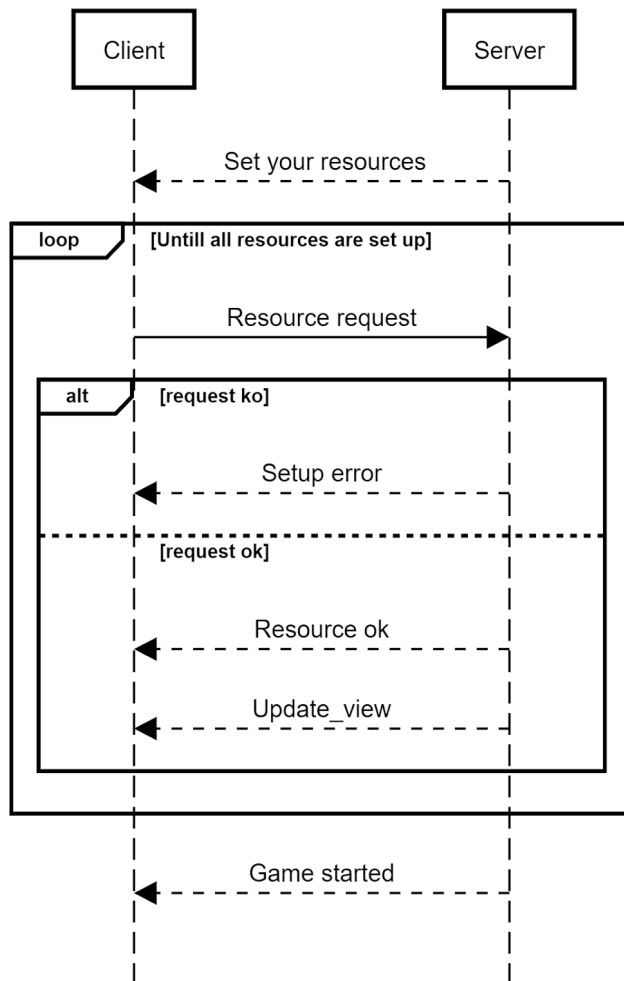 Client Server
Set your resources
loop [Untill all resources are set up]
Resource request
alt [request ko]
Setup error
[request ok]
Resource ok
Update_view
Game started